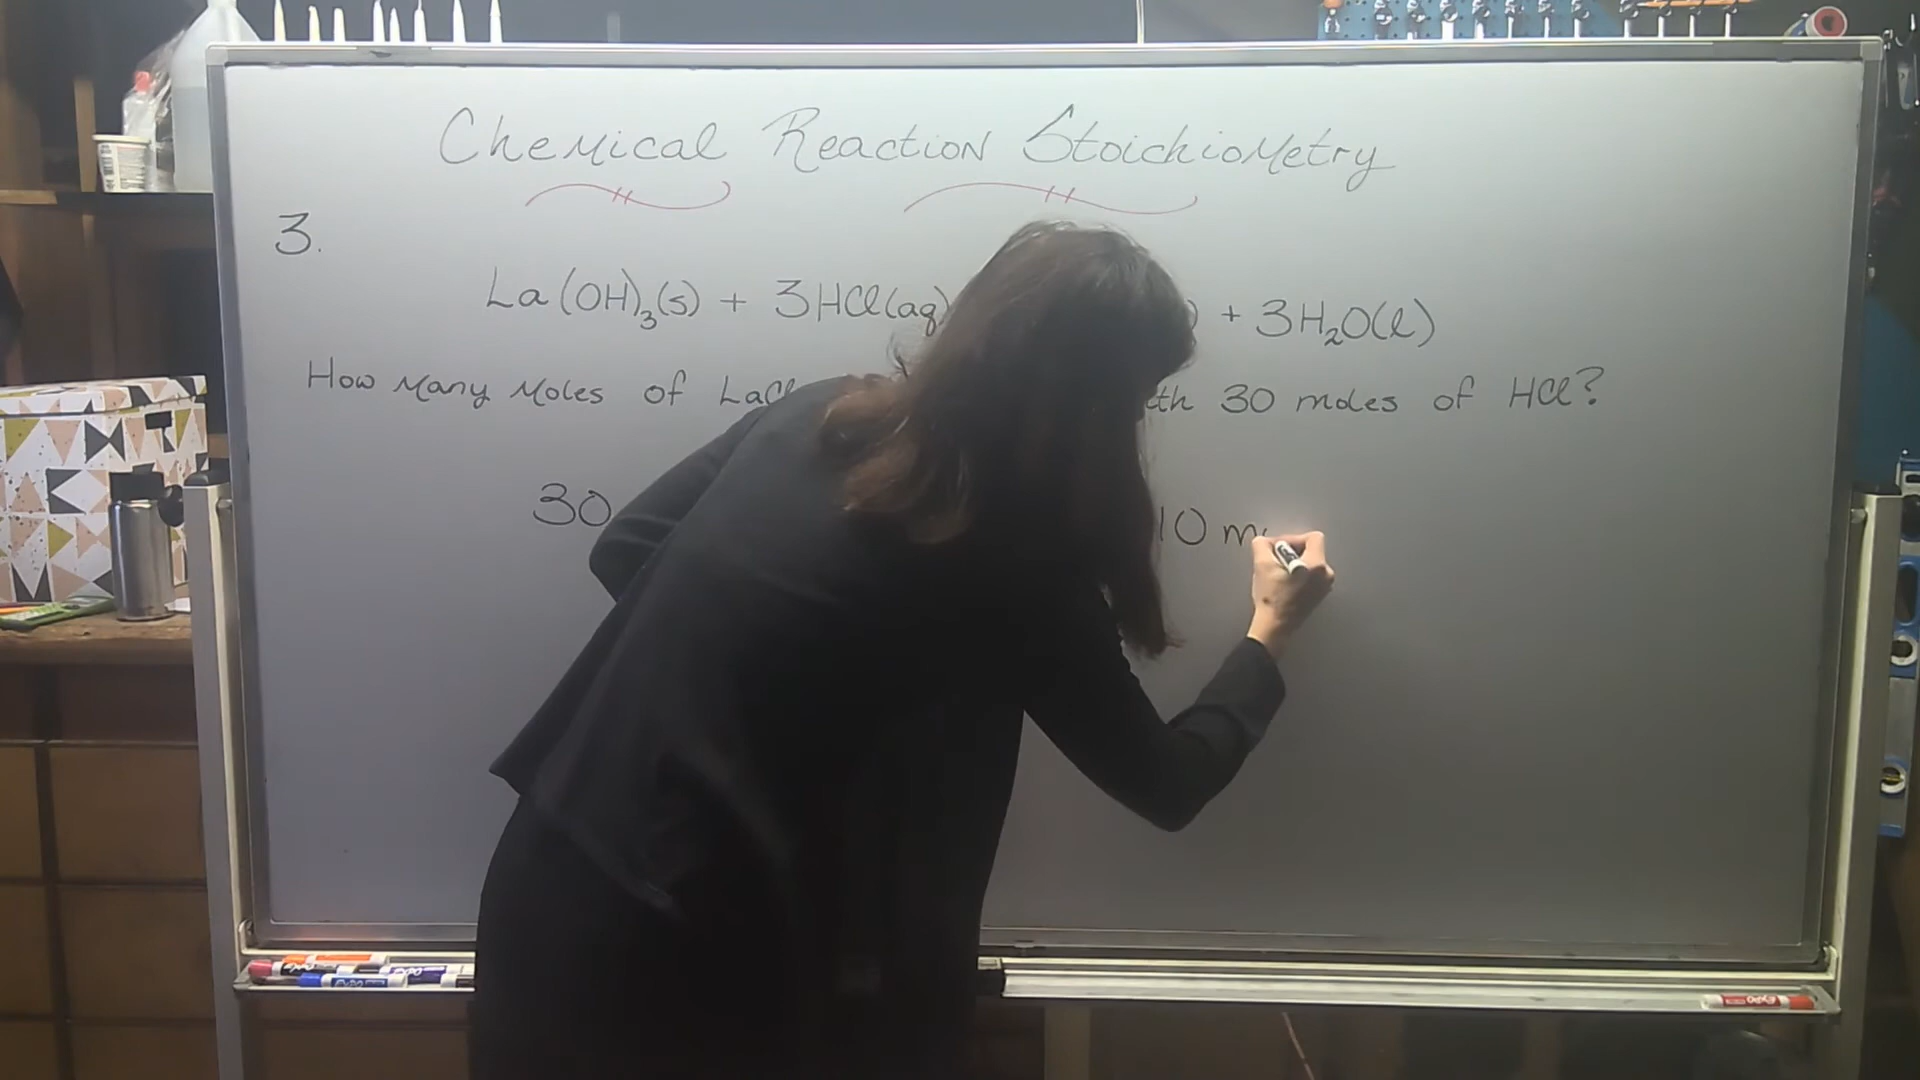 Chemical Reaction Stoichiometry
3.
La(OH)₃(s) + 3HCl(aq) + 3H₂O(l)
How many moles of 30 moles of HCl?
30 10